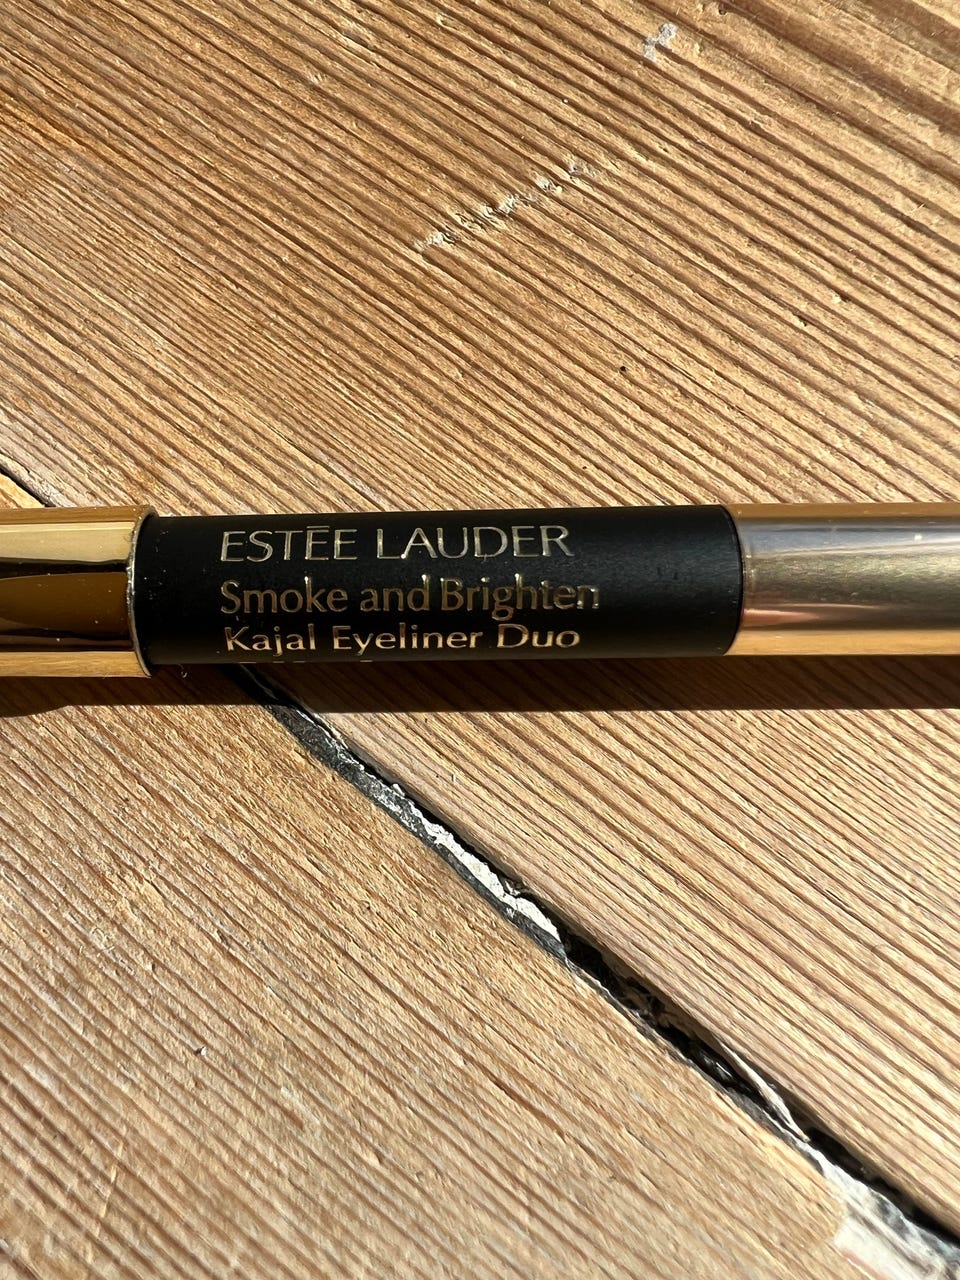 ESTĒE LAUDER
Smoke and Brighten
Kajal Eyeliner Duo